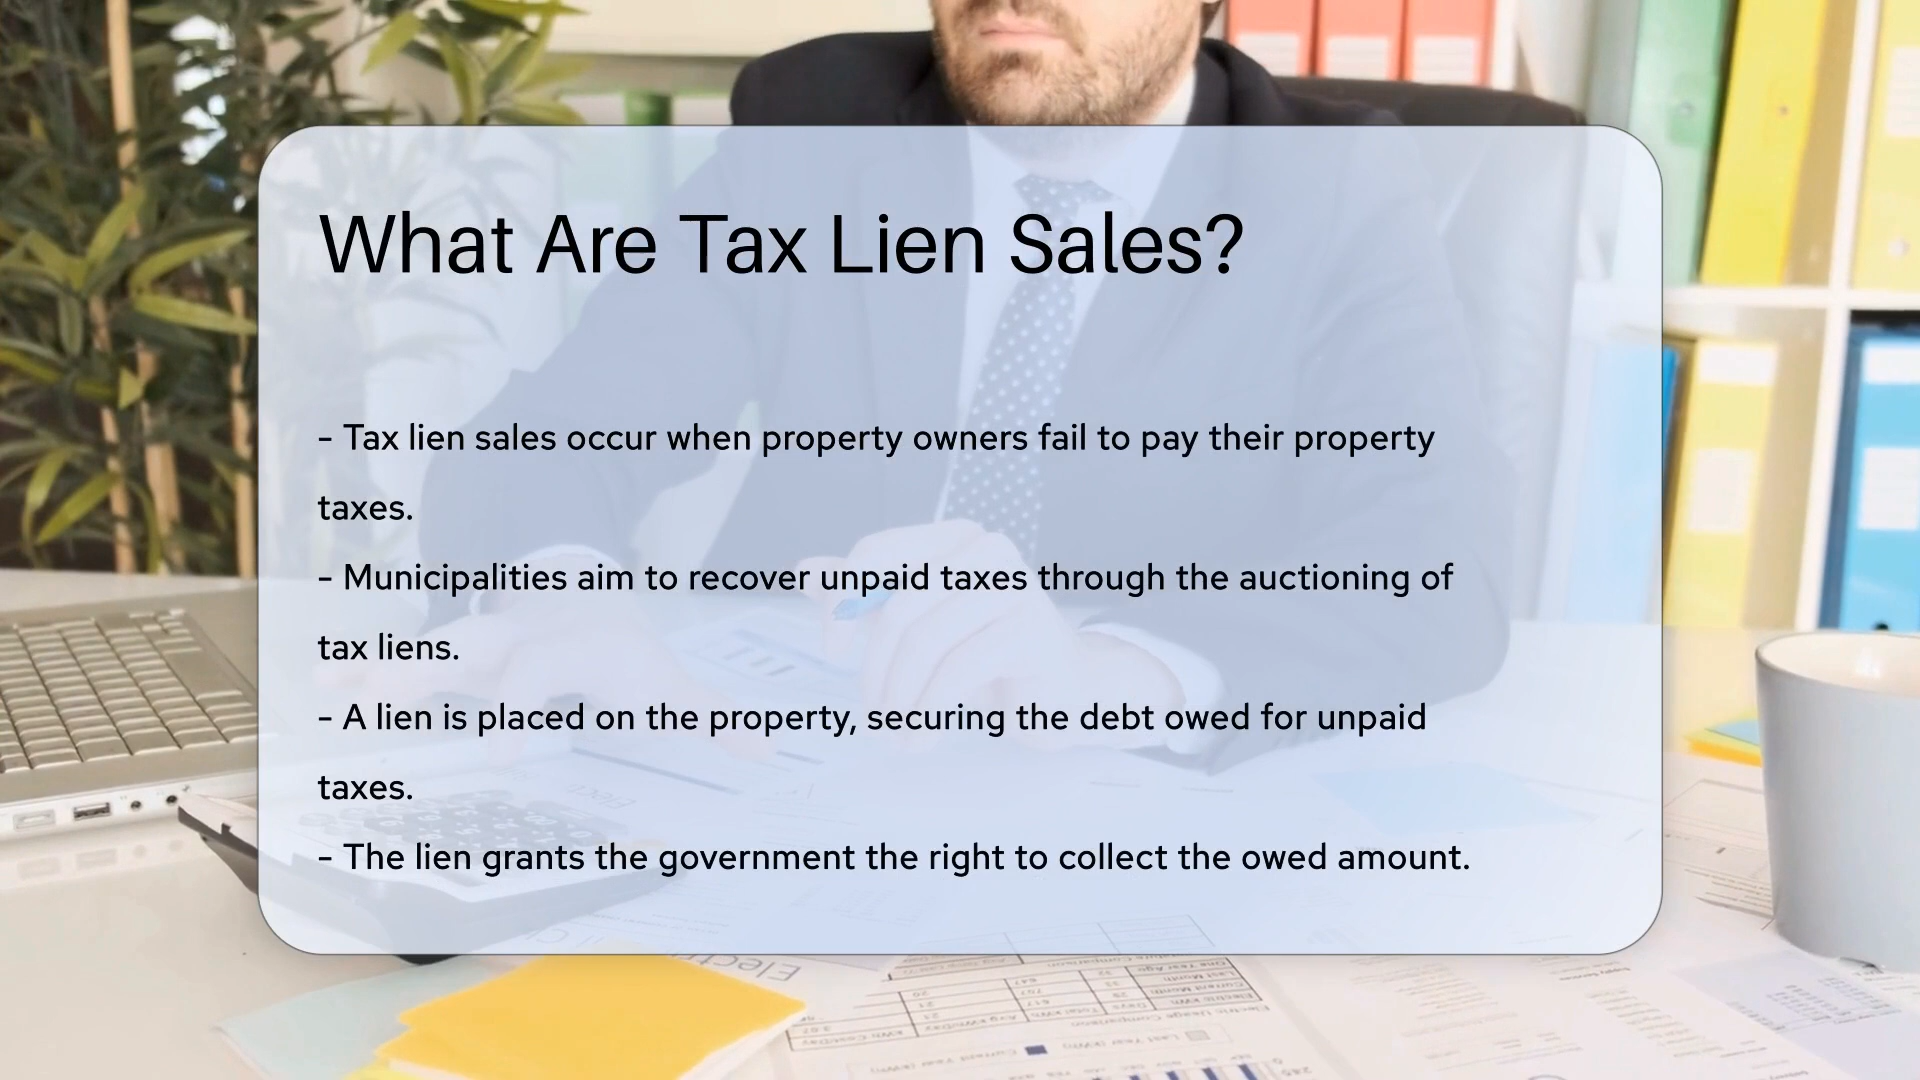 What Are Tax Lien Sales?
- Tax lien sales occur when property owners fail to pay their property
taxes.
- Municipalities aim to recover unpaid taxes through the auctioning of
tax liens.
- A lien is placed on the property, securing the debt owed for unpaid
taxes.
- The lien grants the government the right to collect the owed amount.